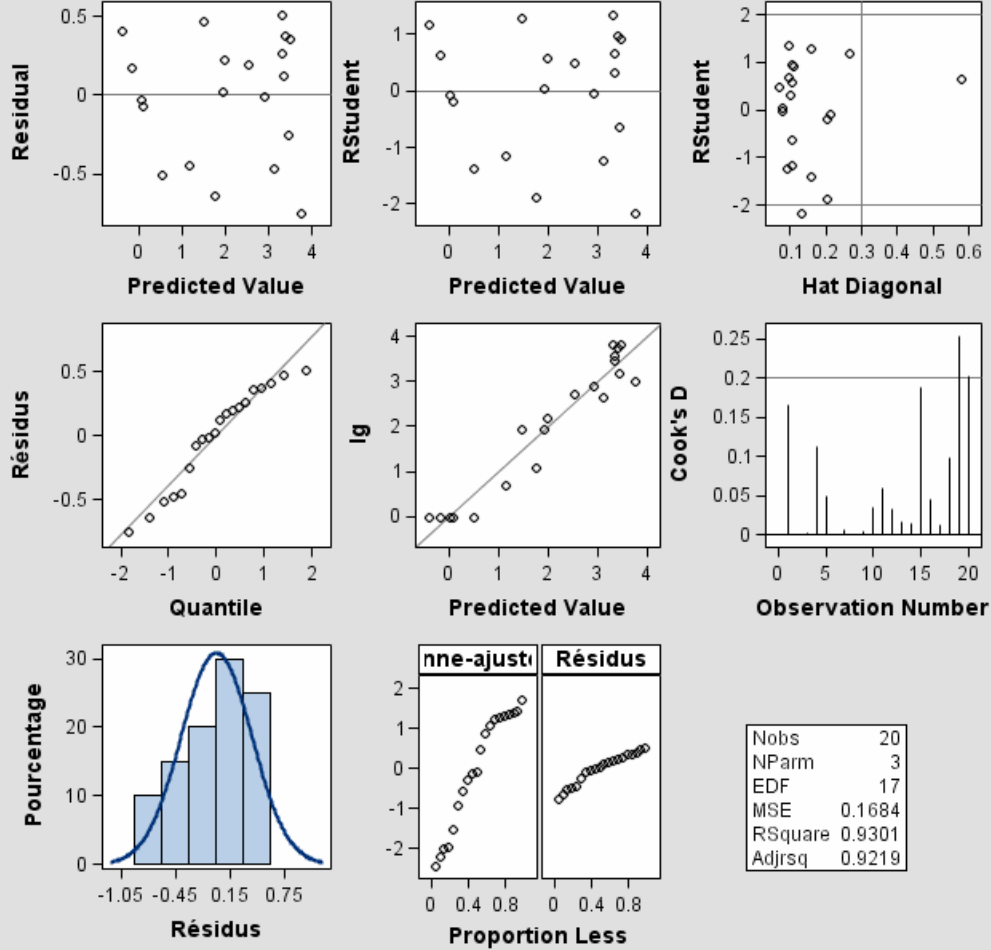 0.5
0
-0.5
Residual
0 1 2 3 4
Predicted Value
1
0
-1
-2
RStudent
0 1 2 3 4
Predicted Value
2
1
0
-1
-2
RStudent
0.1 0.2 0.3 0.4 0.5 0.6
Hat Diagonal
0.5
0
-0.5
Résidus
-2 -1 0 1 2
Quantile
4
3
2
1
0
lg
0 1 2 3 4
Predicted Value
0.25
0.2
0.15
0.1
0.05
0
Cook's D
0 5 10 15 20
Observation Number
30
20
10
0
Pourcentage
-1.05 -0.45 0.15 0.75
Résidus
nne-ajusté Résidus
2
1
0
-1
-2
0 0.4 0.8 0 0.4 0.8
Proportion Less
Nobs 20
NParm 3
EDF 17
MSE 0.1684
RSquare 0.9301
Adjrsq 0.9219